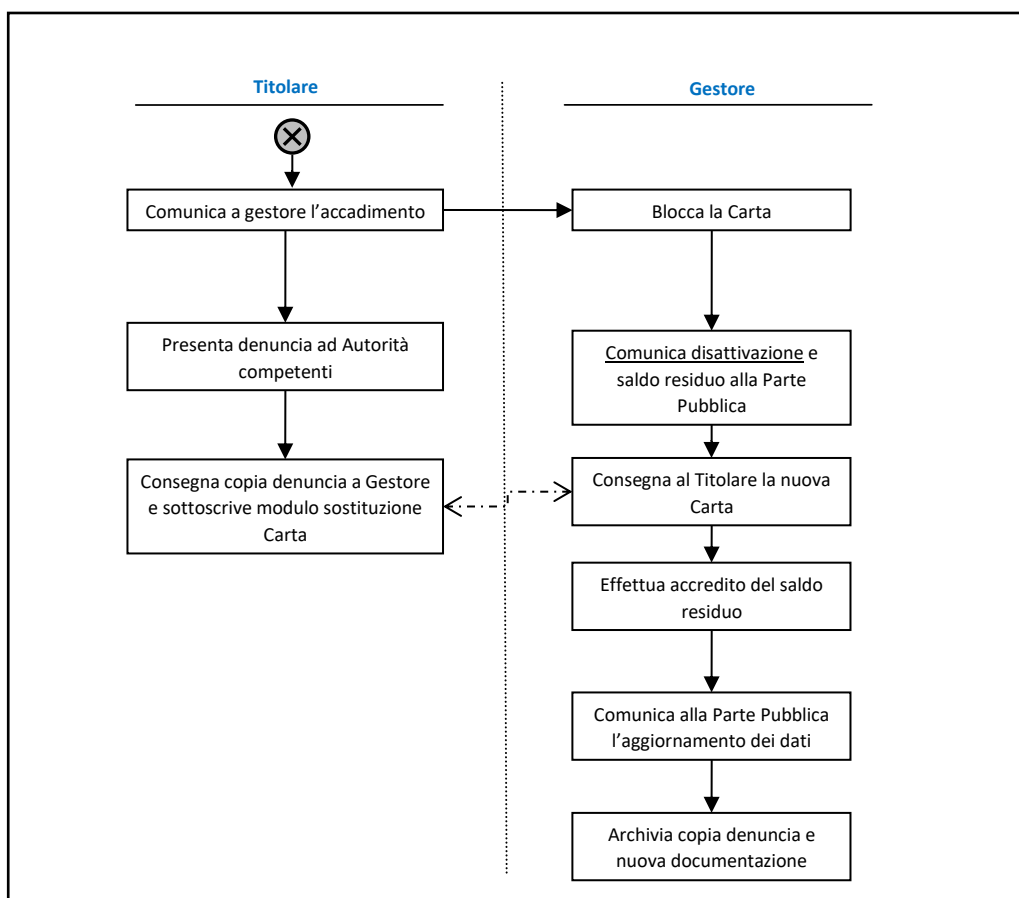 Titolare
Gestore
Comunica a gestore l’accadimento
Blocca la Carta
Presenta denuncia ad Autorità
competenti
Comunica disattivazione e
saldo residuo alla Parte
Pubblica
Consegna copia denuncia a Gestore
e sottoscrive modulo sostituzione
Carta
Consegna al Titolare la nuova
Carta
Effettua accredito del saldo
residuo
Comunica alla Parte Pubblica
l’aggiornamento dei dati
Archivia copia denuncia e
nuova documentazione